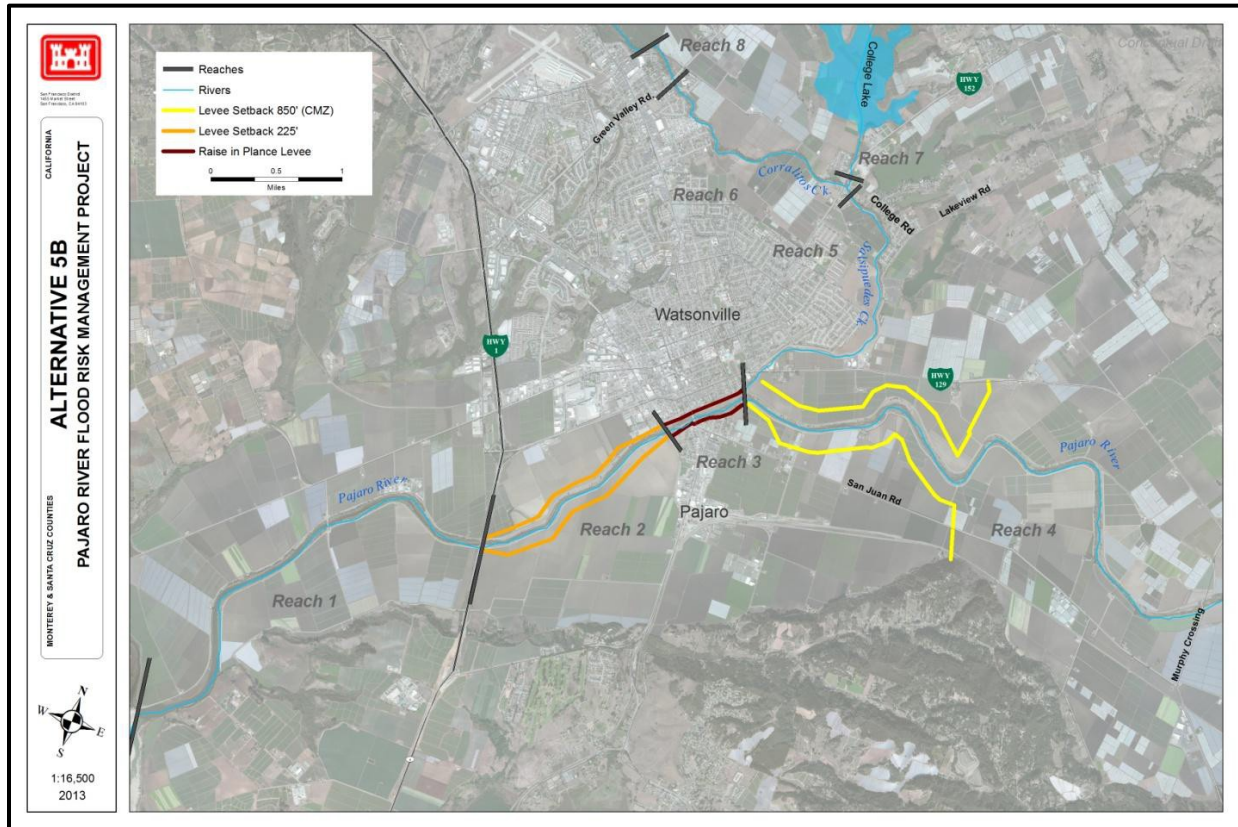 San Francisco District
CALIFORNIA
ALTERNATIVE 5B
PAJARO RIVER FLOOD RISK MANAGEMENT PROJECT
MONTEREY & SANTA CRUZ COUNTIES
N
W
E
S
1:16,500
2013
Reaches
Rivers
Levee Setback 850' (CMZ)
Levee Setback 225'
Raise in Plance Levee
0 0.5 1
Miles
Reach 8
Green Valley Rd.
College Lake
HWY
152
Reach 7
Corralitos Ck.
College Rd
Lakeview Rd
Reach 6
Reach 5
Salsipuedes Ck.
Watsonville
HWY
1
HWY
129
Pajaro River
Reach 3
Pajaro River
San Juan Rd
Pajaro
Reach 2
Reach 4
Reach 1
Murphy Crossing